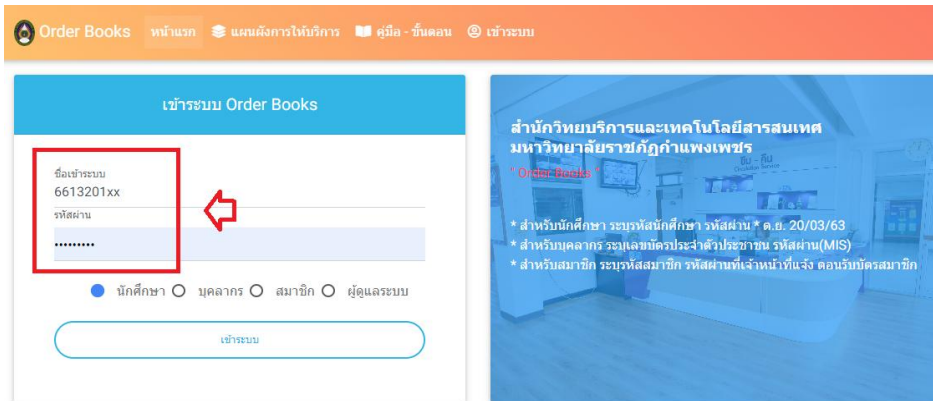 Order Books หน้าแรก แผนผังการให้บริการ คู่มือ - ขั้นตอน เข้าระบบ
เข้าระบบ Order Books
ชื่อเข้าระบบ
6613201xx
รหัสผ่าน
•••••••••
นักศึกษา บุคลากร สมาชิก ผู้ดูแลระบบ
เข้าระบบ
สำนักวิทยบริการและเทคโนโลยีสารสนเทศ
มหาวิทยาลัยราชภัฏกำแพงเพชร
" Order Books "
ยืม - คืน
* สำหรับนักศึกษา ระบุรหัสนักศึกษา รหัสผ่าน * ต.ย. 20/03/63
* สำหรับบุคลากร ระบุเลขบัตรประจำตัวประชาชน รหัสผ่าน(MIS)
* สำหรับสมาชิก ระบุรหัสสมาชิก รหัสผ่านที่เจ้าหน้าที่แจ้ง ตอนรับบัตรสมาชิก